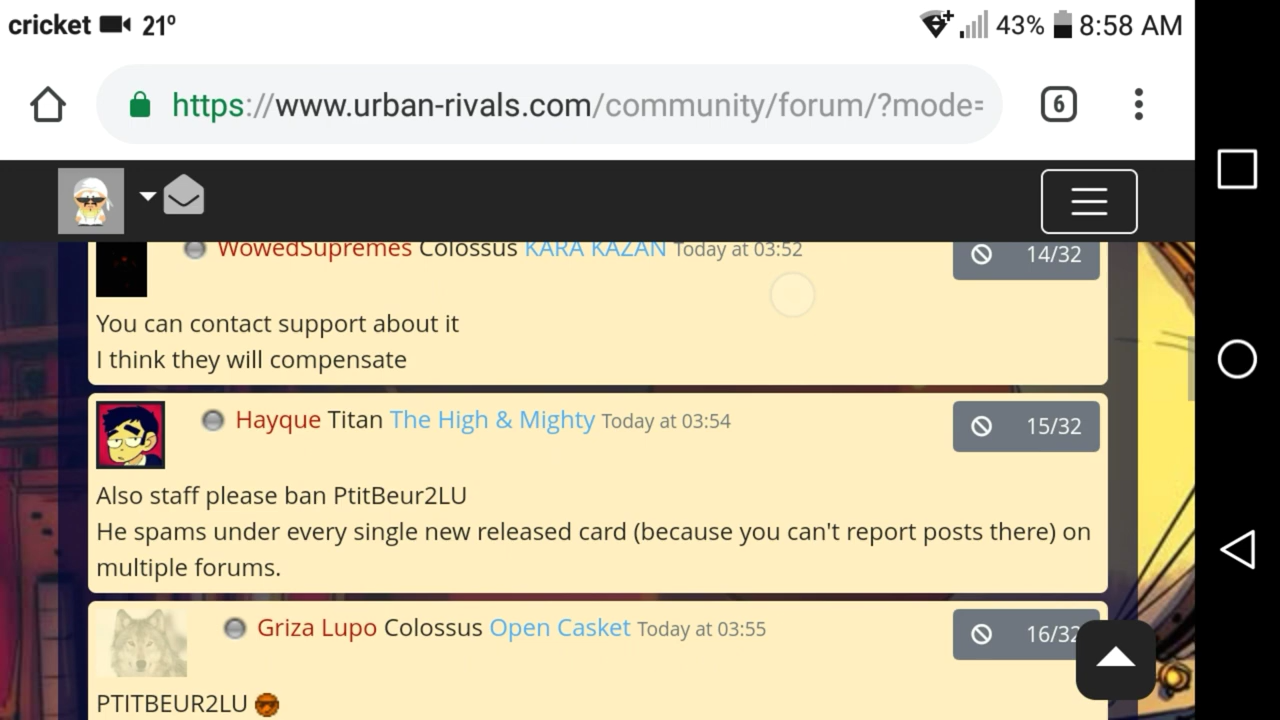 cricket 21° 43% 8:58 AM
https://www.urban-rivals.com/community/forum/?mode=
6
WowedSupremes Colossus KARA KAZAN Today at 03:52
14/32
You can contact support about it
I think they will compensate
Hayque Titan The High & Mighty Today at 03:54
15/32
Also staff please ban PtitBeur2LU
He spams under every single new released card (because you can't report posts there) on
multiple forums.
Griza Lupo Colossus Open Casket Today at 03:55
16/32
PTITBEUR2LU